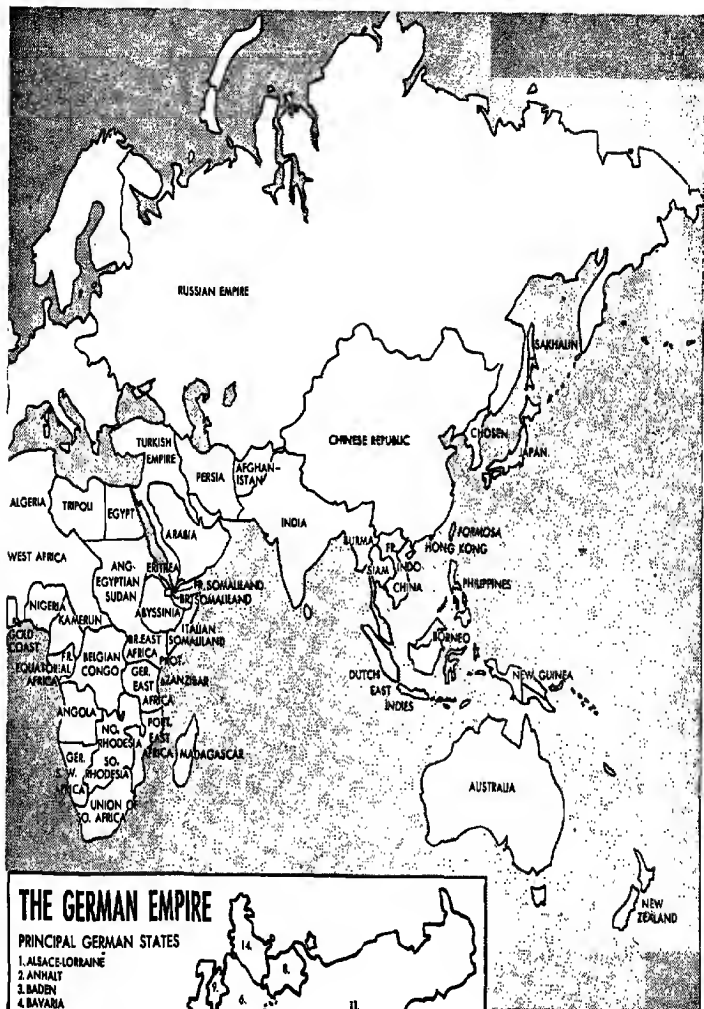 RUSSIAN EMPIRE
SAKHALIN
CHINESE REPUBLIC
CHOSEN
JAPAN
TURKISH
EMPIRE
PERSIA
AFGHAN-
ISTAN
ALGERIA
TRIPOLI
EGYPT
ARABIA
INDIA
BURMA
FR.
INDO
CHINA
SIAM
FORMOSA
HONG KONG
PHILIPPINES
WEST AFRICA
ANG-
EGYPTIAN
SUDAN
ERITREA
FR. SOMALILAND
BR. SOMALILAND
ABYSSINIA
ITALIAN
SOMALILAND
NIGERIA
KAMERUN
GOLD
COAST
FR.
EQUATORIAL
AFRICA
BELGIAN
CONGO
BR. EAST
AFRICA
PROT.
ZANZIBAR
GER.
EAST
AFRICA
BORNEO
DUTCH
EAST
INDIES
NEW GUINEA
ANGOLA
NO.
RHODESIA
PORT.
EAST
AFRICA
MADAGASCAR
GER.
S. W.
AFRICA
SO.
RHODESIA
UNION OF
SO. AFRICA
AUSTRALIA
NEW
ZEALAND
THE GERMAN EMPIRE
PRINCIPAL GERMAN STATES
1. ALSACE-LORRAINE
2. ANHALT
3. BADEN
4. BAVARIA
14.
8.
9.
6.
11.